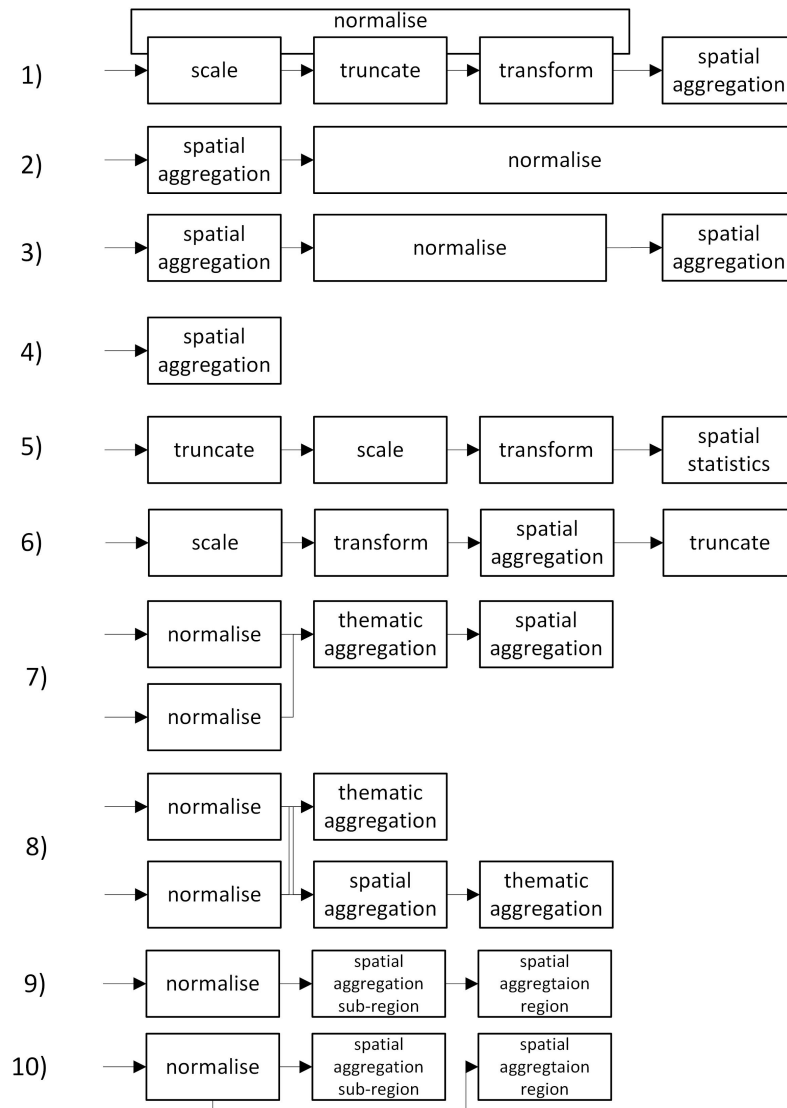 normalise
1)
scale
truncate
transform
spatial
aggregation
2)
spatial
aggregation
normalise
3)
spatial
aggregation
normalise
spatial
aggregation
4)
spatial
aggregation
5)
truncate
scale
transform
spatial
statistics
6)
scale
transform
spatial
aggregation
truncate
7)
normalise
thematic
aggregation
spatial
aggregation
normalise
8)
normalise
thematic
aggregation
normalise
spatial
aggregation
thematic
aggregation
9)
normalise
spatial
aggregation
sub-region
spatial
aggregtaion
region
10)
normalise
spatial
aggregation
sub-region
spatial
aggregtaion
region